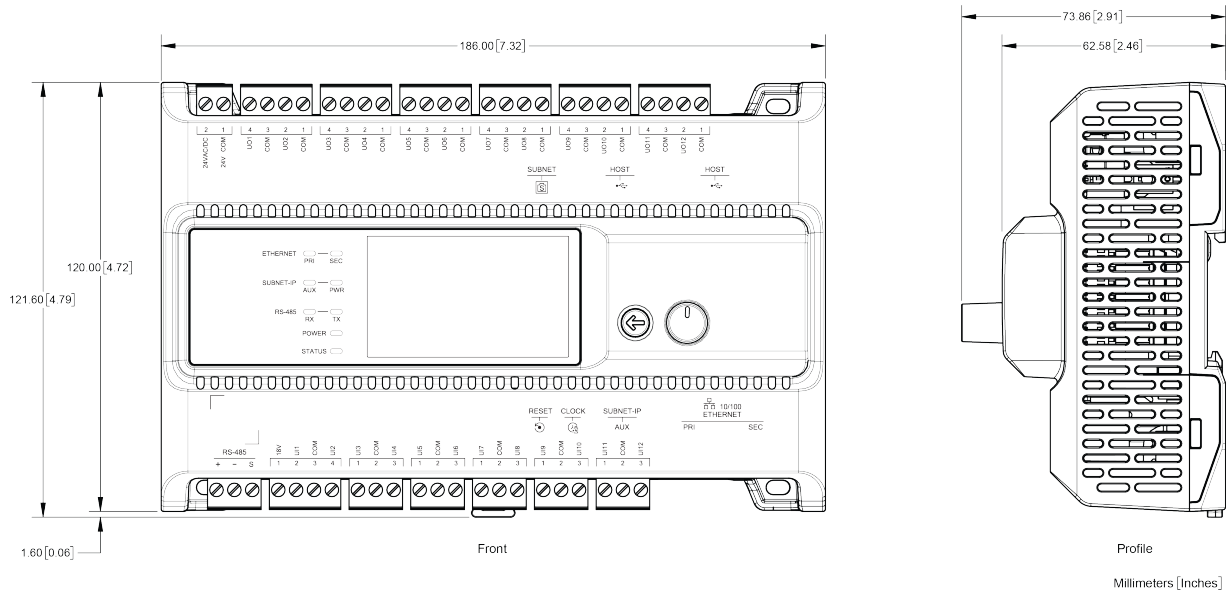 73.86 [2.91]
186.00 [7.32]
62.58 [2.46]
2 1 4 3 2 1 4 3 2 1 4 3 2 1 4 3 2 1 4 3 2 1 4 3 2 1
24VAC/DC 24V COM UO1 COM UO2 COM UO3 COM UO4 COM UO5 COM UO6 COM UO7 COM UO8 COM UO9 COM UO10 COM UO11 COM UO12 COM
SUBNET HOST HOST
S
ETHERNET
PRI SEC
120.00 [4.72]
SUBNET-IP
AUX PWR
121.60 [4.79]
RS-485
RX TX
POWER
STATUS
10/100
RESET CLOCK SUBNET-IP ETHERNET
AUX PRI SEC
RS-485 18V UI1 COM UI2 UI3 COM UI4 UI5 COM UI6 UI7 COM UI8 UI9 COM UI10 UI11 COM UI12
+ − S 1 2 3 4 1 2 3 1 2 3 1 2 3 1 2 3 1 2 3
1.60 [0.06]
Front
Profile
Millimeters [Inches]